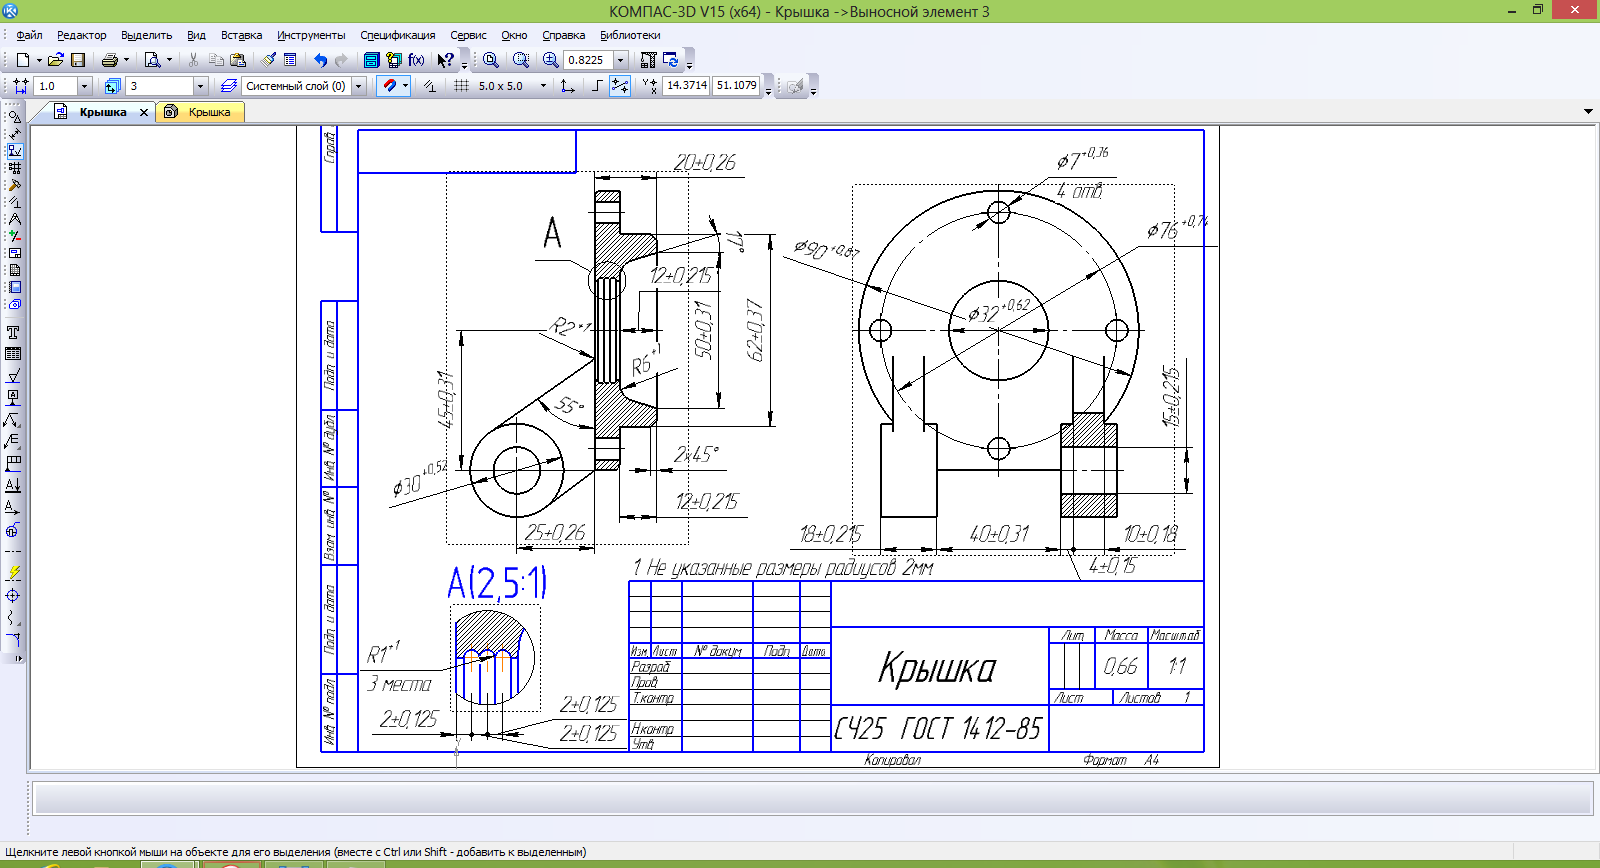 КОМПАС-3D V15 (x64) - Крышка ->Выносной элемент 3
Файл Редактор Выделить Вид Вставка Инструменты Спецификация Сервис Окно Справка Библиотеки
f(x) 0.8225
1.0 3 Системный слой (0) 5.0 x 5.0 14.3714 51.1079
Крышка Крышка
Справ.
Подп. и дата
Инв. № дубл.
Взам. инв. №
Подп. и дата
Инв. № подл.
20±0,26
A
17°
12±0,215
50±0,31
62±0,37
R2+1
R6+1
45±0,31
55°
⌀30+0,52
2x45°
12±0,215
25±0,26
⌀7+0,36
4 отв.
⌀76+0,74
⌀90+0,87
⌀32+0,62
15±0,215
18±0,215
40±0,31
10±0,18
4±0,15
1. Не указанные размеры радиусов 2мм
A(2,5:1)
R1+1
3 места
2±0,125
2±0,125
2±0,125
Изм. Лист № докум. Подп. Дата
Разраб.
Пров.
Т.контр.
Н.контр.
Утв.
Крышка
Лит. Масса Масштаб
0,66 1:1
Лист Листов 1
СЧ25 ГОСТ 1412-85
Копировал Формат А4
Щелкните левой кнопкой мыши на объекте для его выделения (вместе с Ctrl или Shift - добавить к выделенным)